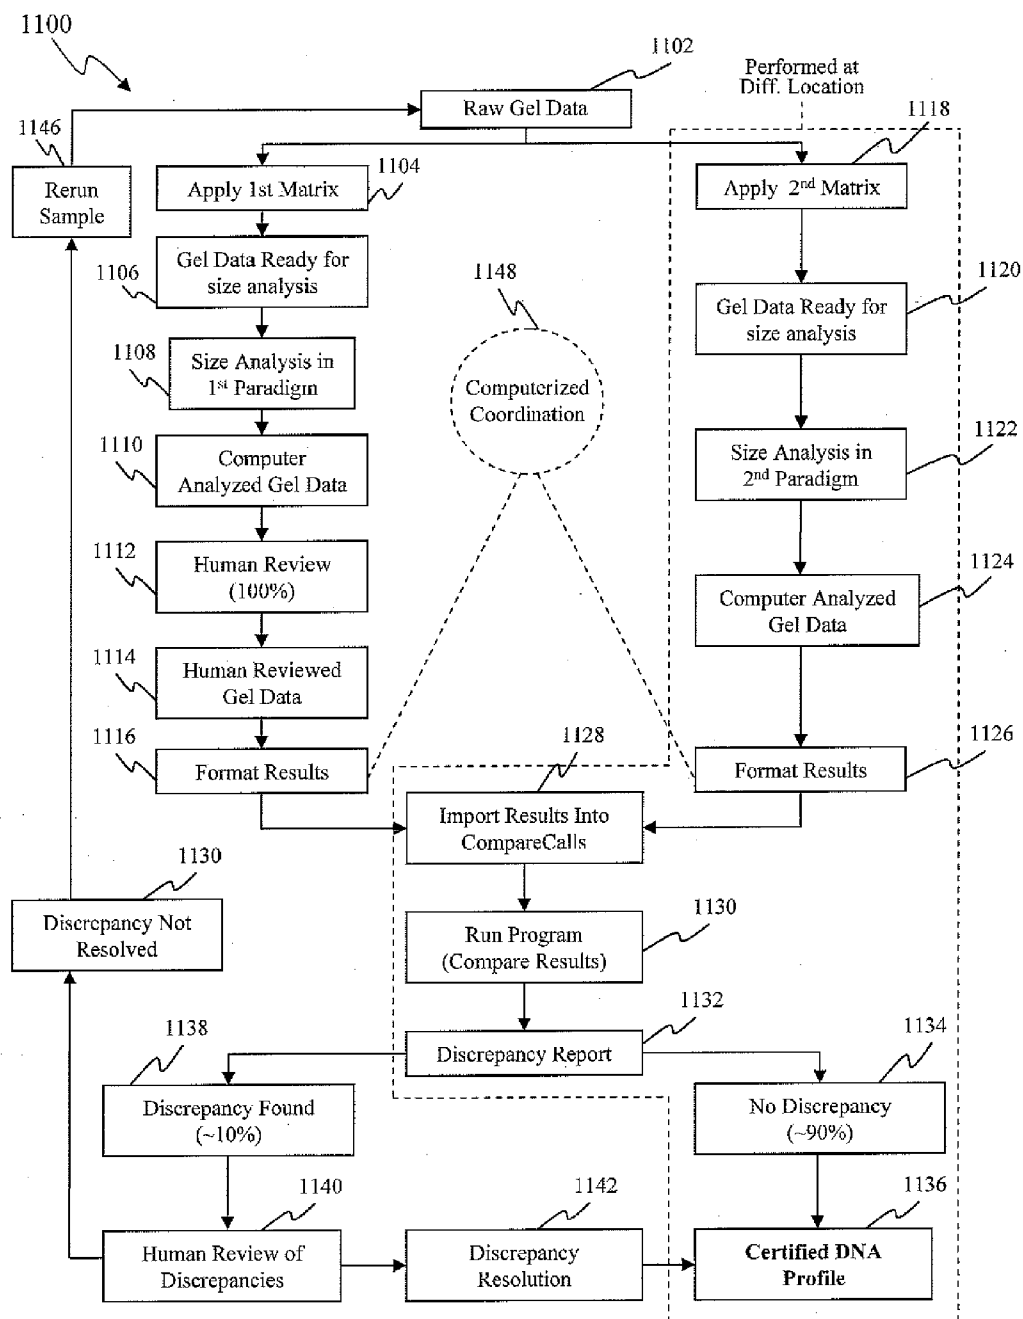 1100
1102
Raw Gel Data
Performed at
Diff. Location
1146
Rerun
Sample
1104
Apply 1st Matrix
1118
Apply 2nd Matrix
1106
Gel Data Ready for
size analysis
1148
Computerized
Coordination
1120
Gel Data Ready for
size analysis
1108
Size Analysis in
1st Paradigm
1110
Computer
Analyzed Gel Data
1122
Size Analysis in
2nd Paradigm
1112
Human Review
(100%)
1124
Computer Analyzed
Gel Data
1114
Human Reviewed
Gel Data
1116
Format Results
1126
Format Results
1128
Import Results Into
CompareCalls
1130
Discrepancy Not
Resolved
1130
Run Program
(Compare Results)
1132
Discrepancy Report
1138
Discrepancy Found
(~10%)
1134
No Discrepancy
(~90%)
1140
Human Review of
Discrepancies
1142
Discrepancy
Resolution
1136
Certified DNA
Profile